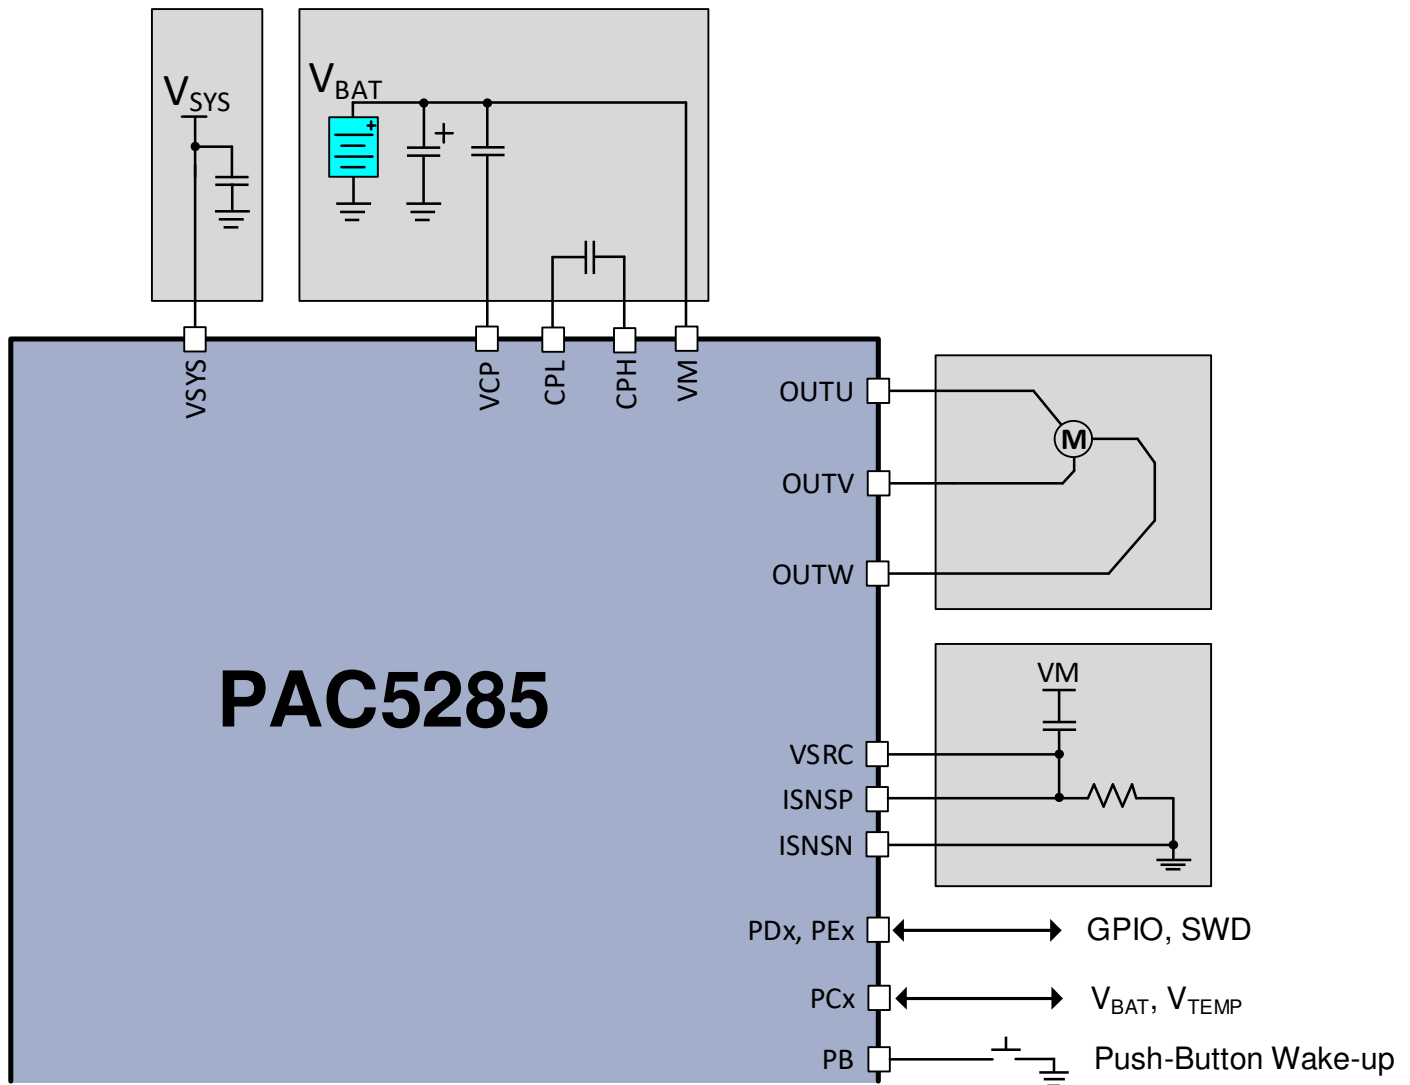 VSYS
VBAT
+
+
VSYS
VCP
CPL
CPH
VM
OUTU
M
OUTV
OUTW
PAC5285
VM
VSRC
ISNSP
ISNSN
PDx, PEx
GPIO, SWD
PCx
VBAT, VTEMP
PB
Push-Button Wake-up